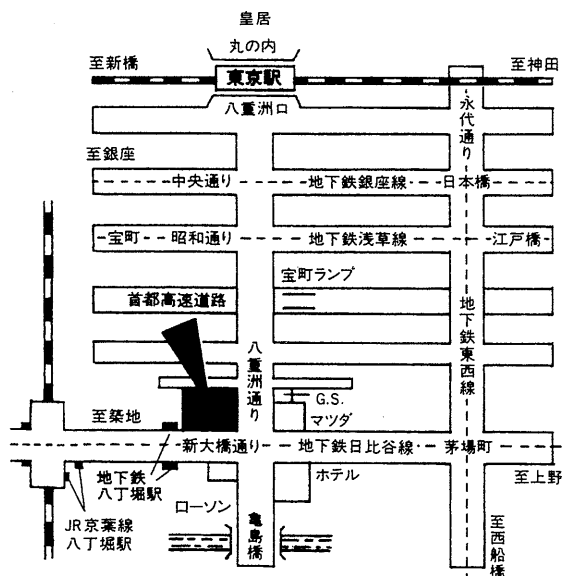 皇居
丸の内
至新橋
東京駅
至神田
八重洲口
永代通り
至銀座
中央通り
地下鉄銀座線
日本橋
宝町
昭和通り
地下鉄浅草線
江戸橋
宝町ランプ
首都高速道路
地下鉄東西線
八重洲通り
G.S.
至築地
マツダ
新大橋通り
地下鉄日比谷線
茅場町
地下鉄
八丁堀駅
ホテル
至上野
ローソン
JR京葉線
八丁堀駅
亀島橋
至西船橋